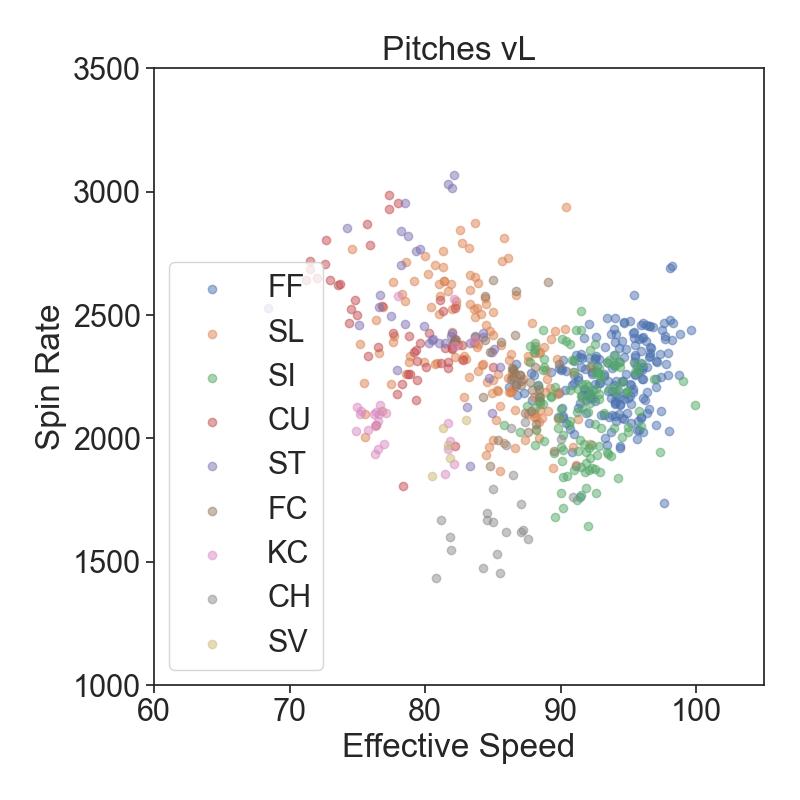 Pitches vL
3500
3000
2500
2000
1500
1000
Spin Rate
FF
SL
SI
CU
ST
FC
KC
CH
SV
60 70 80 90 100
Effective Speed